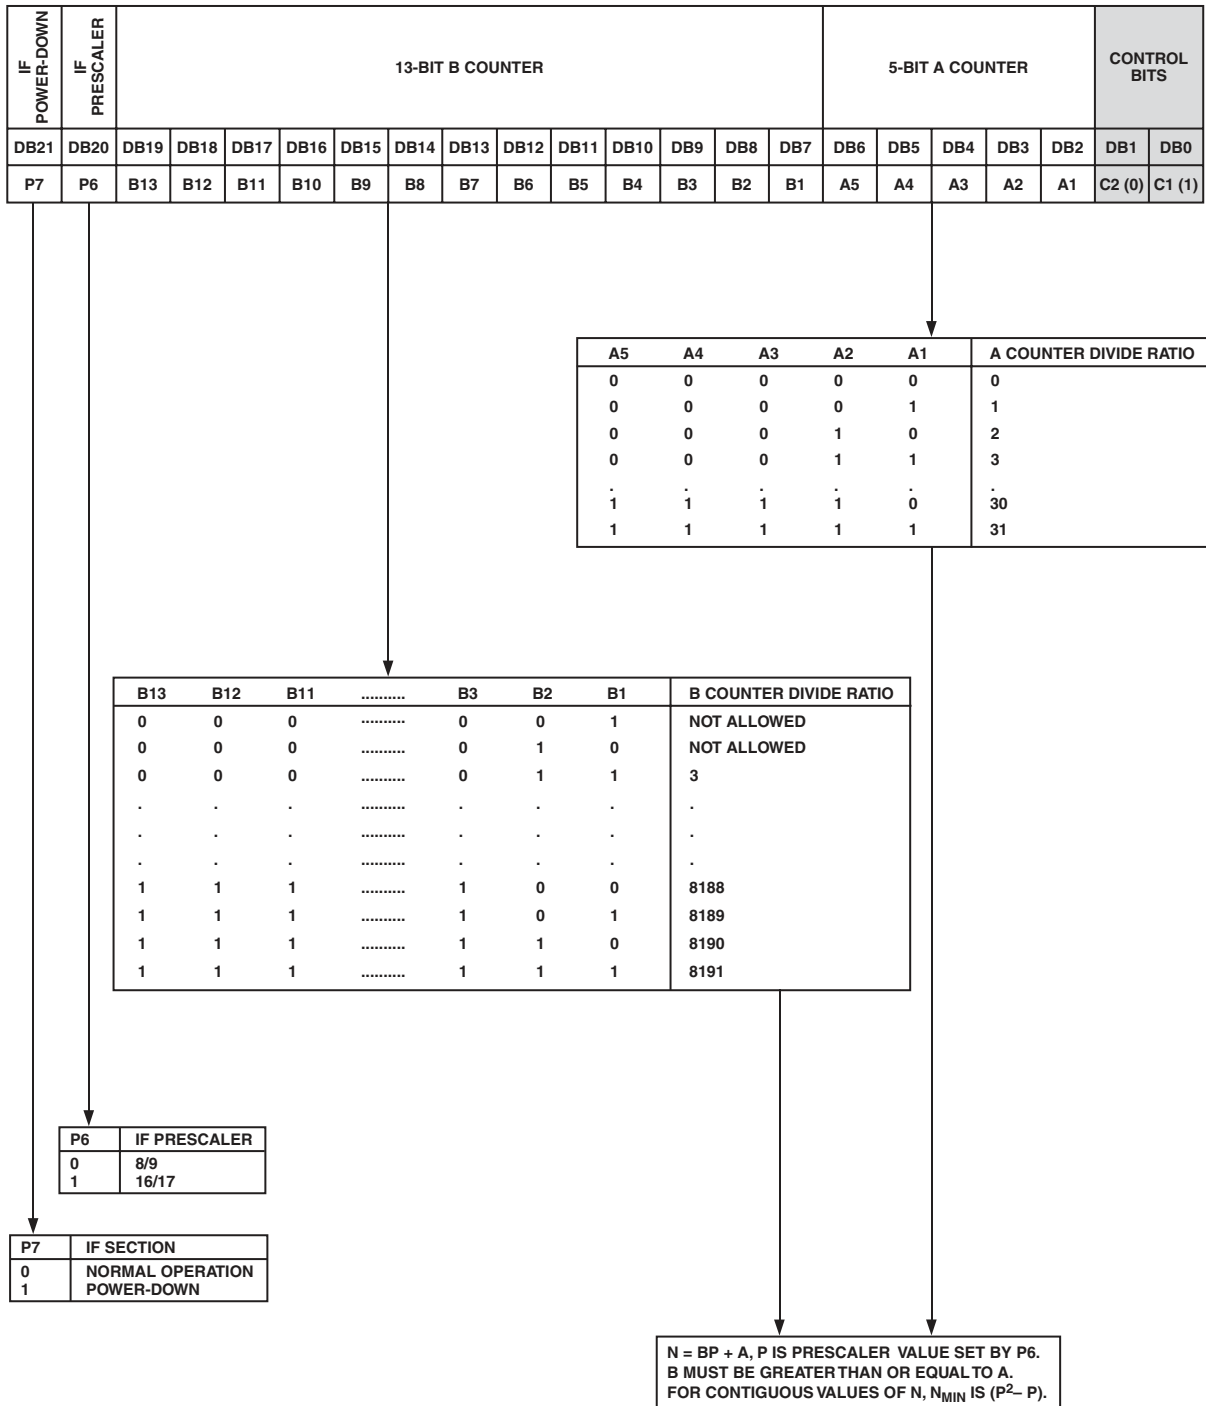 IF POWER-DOWN
IF PRESCALER
13-BIT B COUNTER
5-BIT A COUNTER
CONTROL BITS
DB21 DB20 DB19 DB18 DB17 DB16 DB15 DB14 DB13 DB12 DB11 DB10 DB9 DB8 DB7 DB6 DB5 DB4 DB3 DB2 DB1 DB0
P7 P6 B13 B12 B11 B10 B9 B8 B7 B6 B5 B4 B3 B2 B1 A5 A4 A3 A2 A1 C2 (0) C1 (1)
A5 A4 A3 A2 A1 A COUNTER DIVIDE RATIO
0 0 0 0 0 0
0 0 0 0 1 1
0 0 0 1 0 2
0 0 0 1 1 3
. . . . . .
1 1 1 1 0 30
1 1 1 1 1 31
B13 B12 B11 .......... B3 B2 B1 B COUNTER DIVIDE RATIO
0 0 0 .......... 0 0 1 NOT ALLOWED
0 0 0 .......... 0 1 0 NOT ALLOWED
0 0 0 .......... 0 1 1 3
. . . .......... . . . .
. . . .......... . . . .
. . . .......... . . . .
1 1 1 .......... 1 0 0 8188
1 1 1 .......... 1 0 1 8189
1 1 1 .......... 1 1 0 8190
1 1 1 .......... 1 1 1 8191
P6 IF PRESCALER
0 8/9
1 16/17
P7 IF SECTION
0 NORMAL OPERATION
1 POWER-DOWN
N = BP + A, P IS PRESCALER VALUE SET BY P6.
B MUST BE GREATER THAN OR EQUAL TO A.
FOR CONTIGUOUS VALUES OF N, NMIN IS (P2– P).